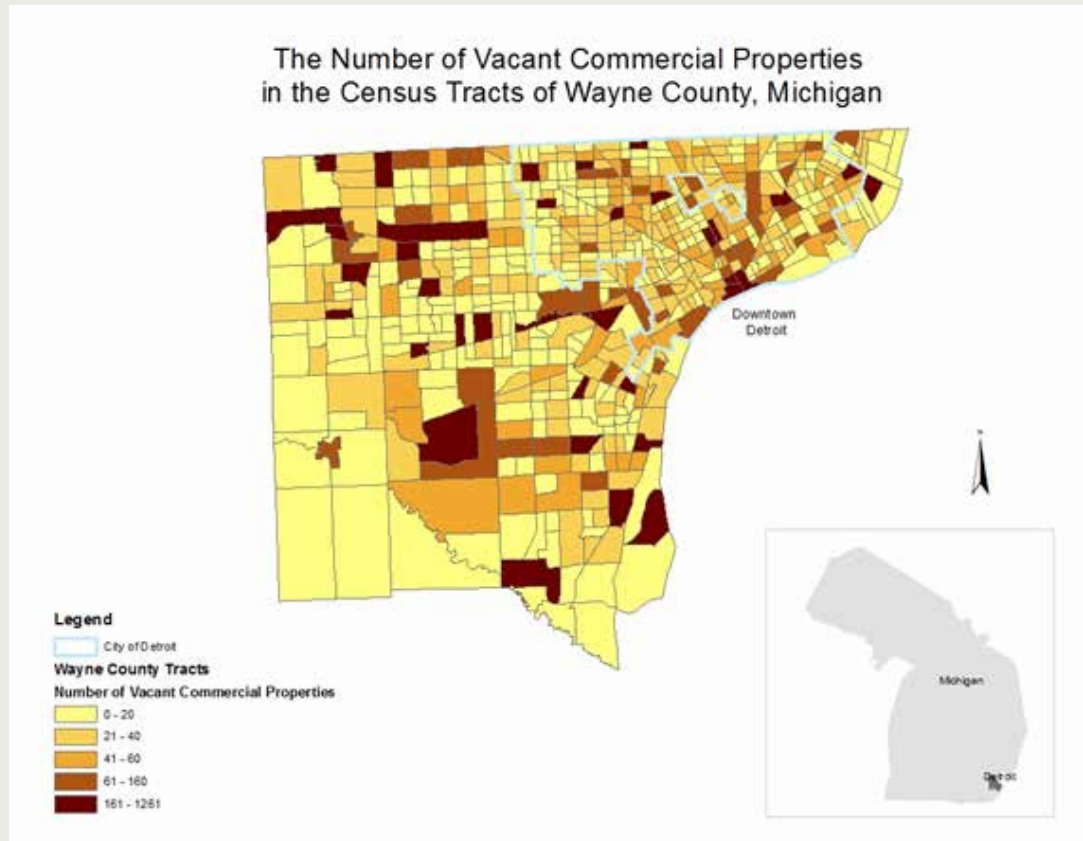 The Number of Vacant Commercial Properties
in the Census Tracts of Wayne County, Michigan
Downtown
Detroit
Legend
City of Detroit
Wayne County Tracts
Number of Vacant Commercial Properties
0 - 20
21 - 40
41 - 60
61 - 160
161 - 1261
Michigan
Detroit